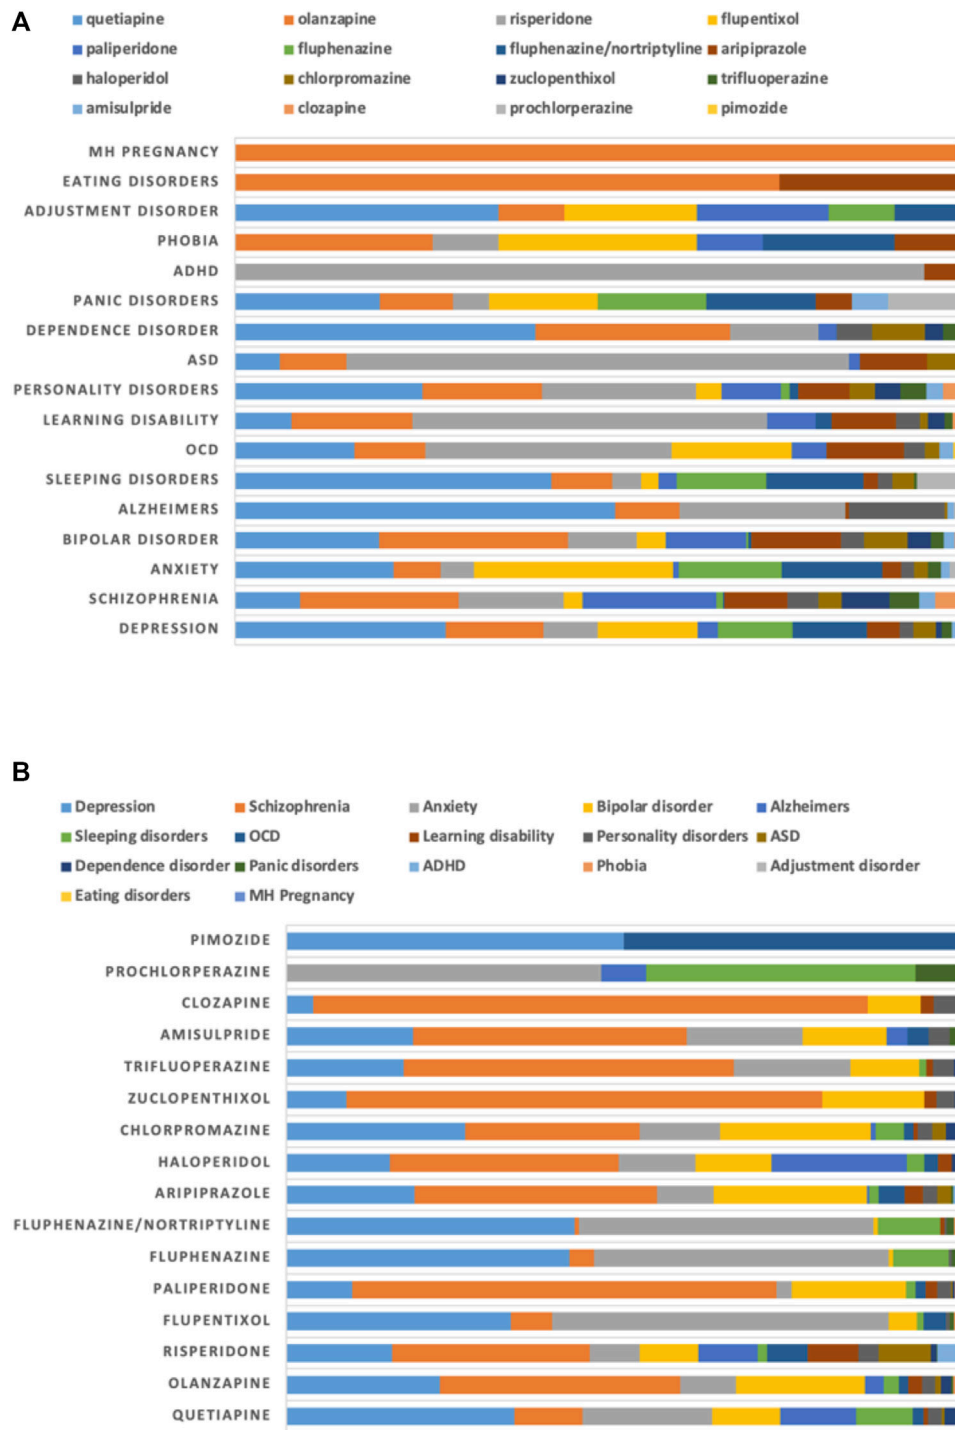 A
quetiapine olanzapine risperidone flupentixol
paliperidone fluphenazine fluphenazine/nortriptyline aripiprazole
haloperidol chlorpromazine zuclopenthixol trifluoperazine
amisulpride clozapine prochlorperazine pimozide
MH PREGNANCY
EATING DISORDERS
ADJUSTMENT DISORDER
PHOBIA
ADHD
PANIC DISORDERS
DEPENDENCE DISORDER
ASD
PERSONALITY DISORDERS
LEARNING DISABILITY
OCD
SLEEPING DISORDERS
ALZHEIMERS
BIPOLAR DISORDER
ANXIETY
SCHIZOPHRENIA
DEPRESSION
B
Depression Schizophrenia Anxiety Bipolar disorder Alzheimers
Sleeping disorders OCD Learning disability Personality disorders ASD
Dependence disorder Panic disorders ADHD Phobia Adjustment disorder
Eating disorders MH Pregnancy
PIMOZIDE
PROCHLORPERAZINE
CLOZAPINE
AMISULPRIDE
TRIFLUOPERAZINE
ZUCLOPENTHIXOL
CHLORPROMAZINE
HALOPERIDOL
ARIPIPRAZOLE
FLUPHENAZINE/NORTRIPTYLINE
FLUPHENAZINE
PALIPERIDONE
FLUPENTIXOL
RISPERIDONE
OLANZAPINE
QUETIAPINE